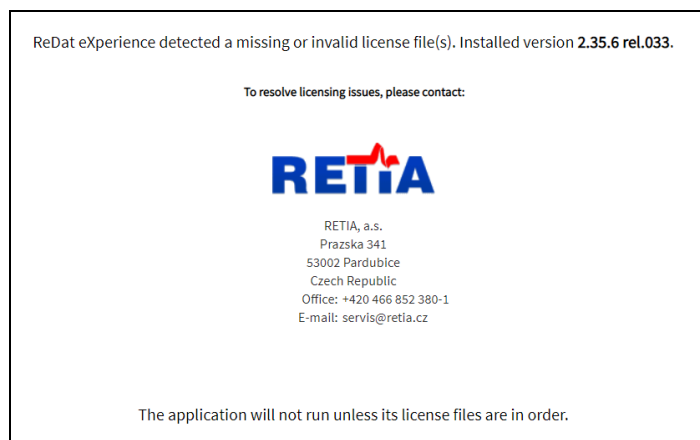 ReDat eXperience detected a missing or invalid license file(s). Installed version 2.35.6 rel.033.
To resolve licensing issues, please contact:
RETIA
RETIA, a.s.
Prazska 341
53002 Pardubice
Czech Republic
Office: +420 466 852 380-1
E-mail: servis@retia.cz
The application will not run unless its license files are in order.